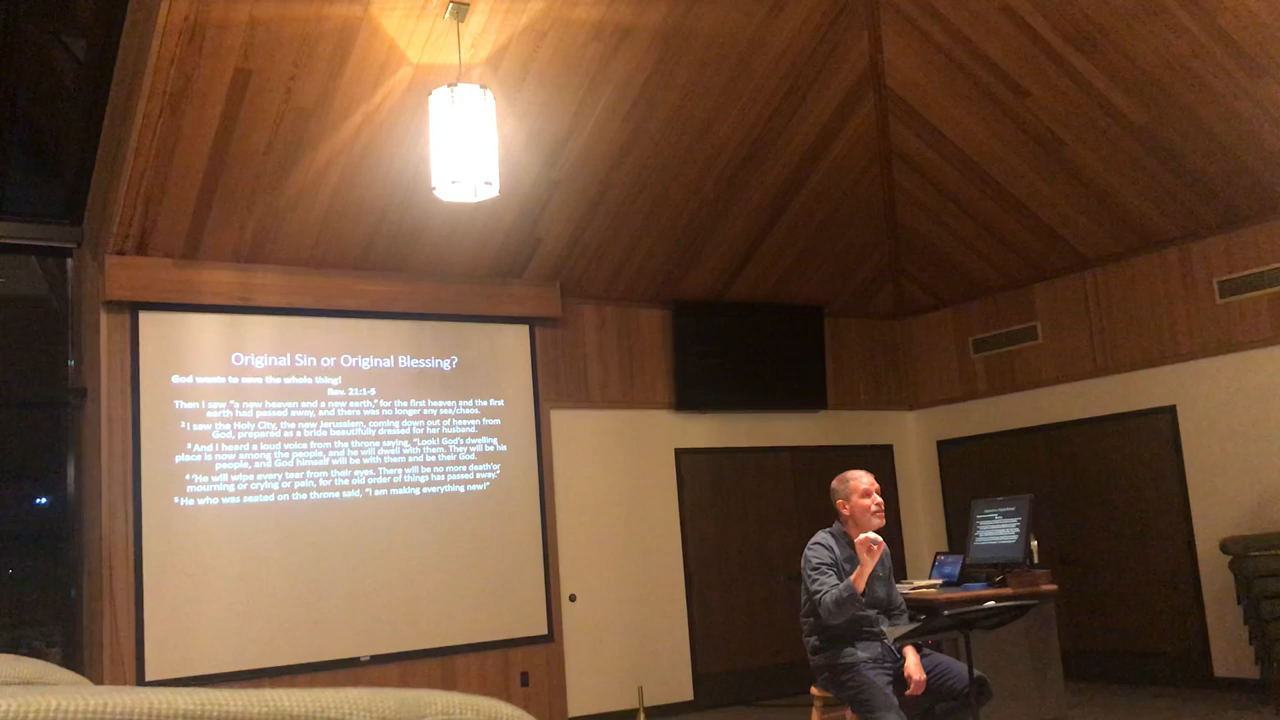 Original Sin or Original Blessing?
God wants to save the whole thing!
Rev. 21:1-5
Then I saw "a new heaven and a new earth," for the first heaven and the first
earth had passed away, and there was no longer any sea/chaos.
2 I saw the Holy City, the new Jerusalem, coming down out of heaven from
God, prepared as a bride beautifully dressed for her husband.
3 And I heard a loud voice from the throne saying, "Look! God's dwelling
place is now among the people, and he will dwell with them. They will be his
people, and God himself will be with them and be their God.
4 'He will wipe every tear from their eyes. There will be no more death' or
mourning or crying or pain, for the old order of things has passed away."
5 He who was seated on the throne said, "I am making everything new!"